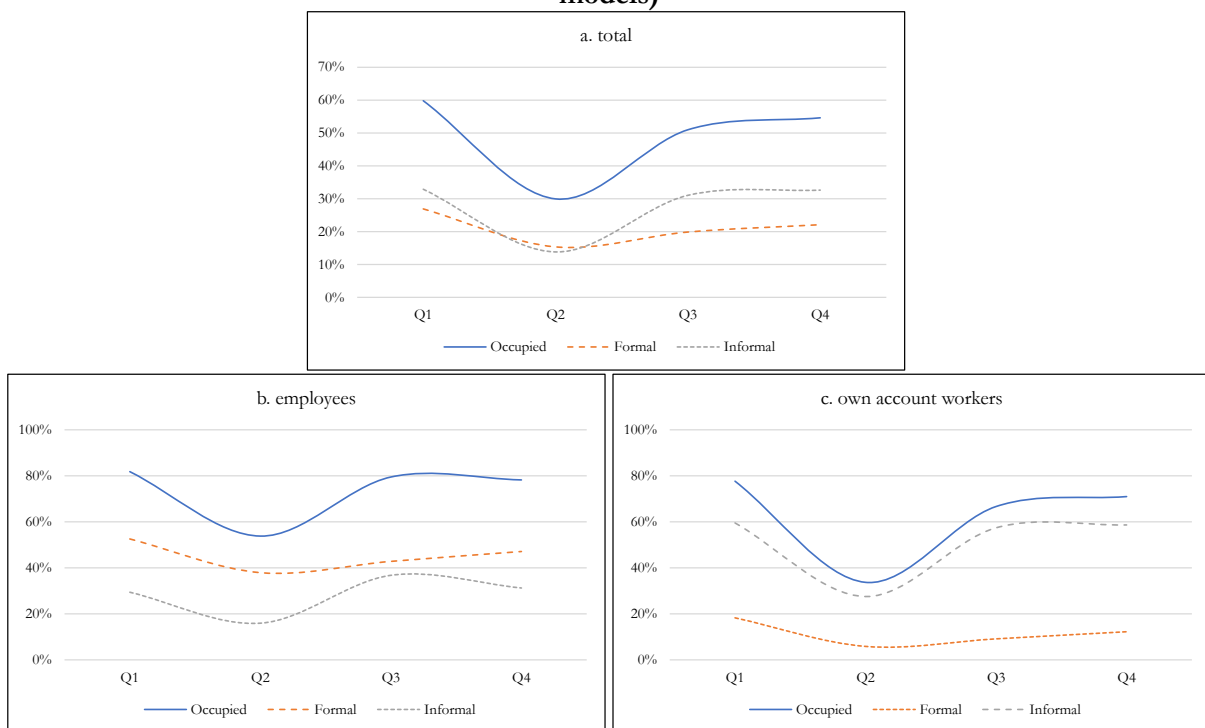 models)
a. total
70%
60%
50%
40%
30%
20%
10%
0%
Q1 Q2 Q3 Q4
Occupied Formal Informal
b. employees
100%
80%
60%
40%
20%
0%
Q1 Q2 Q3 Q4
Occupied Formal Informal
c. own account workers
100%
80%
60%
40%
20%
0%
Q1 Q2 Q3 Q4
Occupied Formal Informal